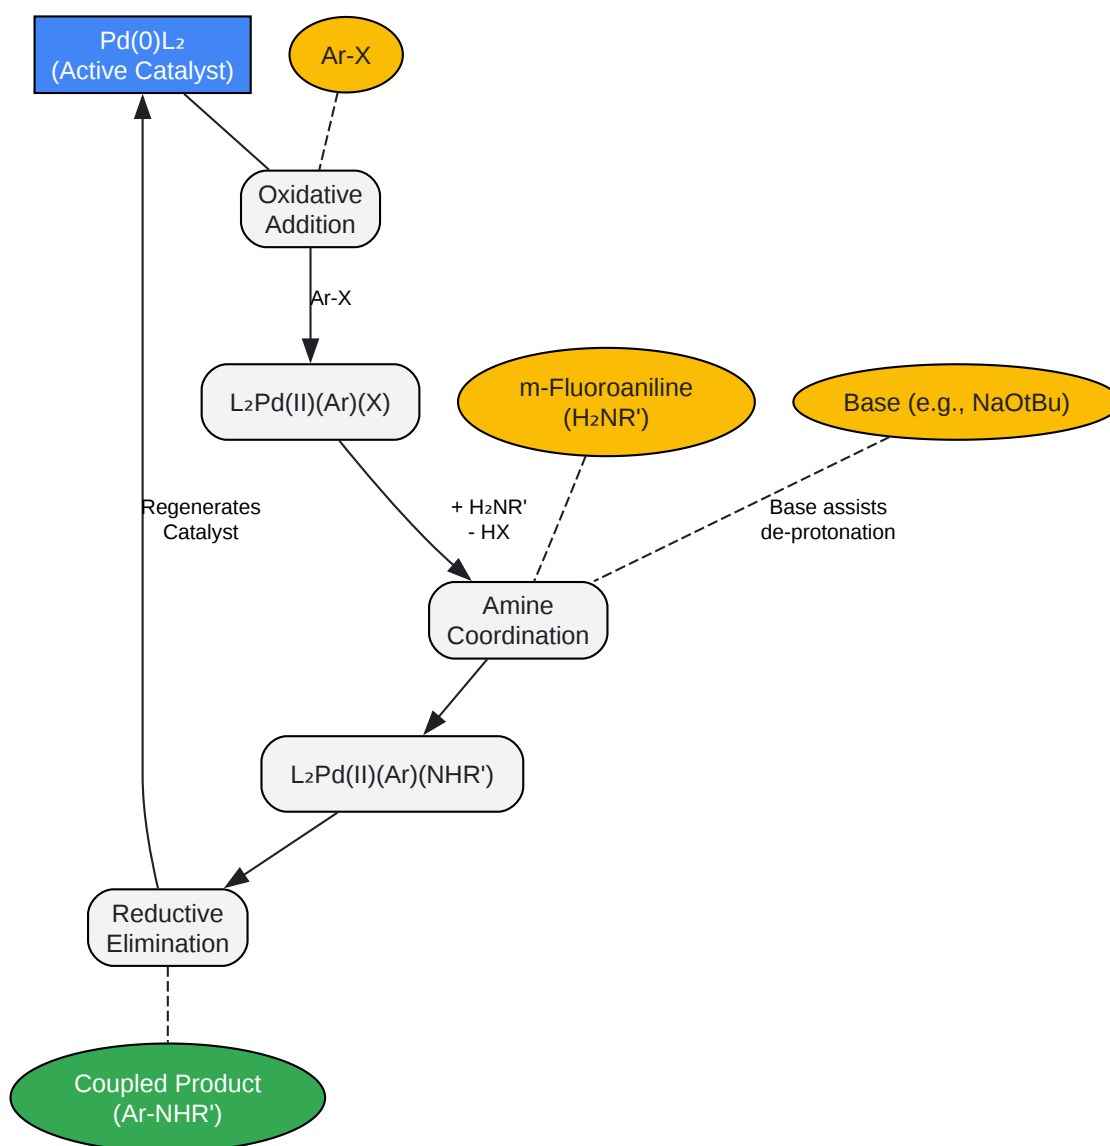 Pd(0)L₂
(Active Catalyst)
Ar-X
Oxidative
Addition
Ar-X
L₂Pd(II)(Ar)(X)
m-Fluoroaniline
(H₂NR')
Base (e.g., NaOtBu)
Regenerates
Catalyst
+ H₂NR'
- HX
Base assists
de-protonation
Amine
Coordination
L₂Pd(II)(Ar)(NHR')
Reductive
Elimination
Coupled Product
(Ar-NHR')